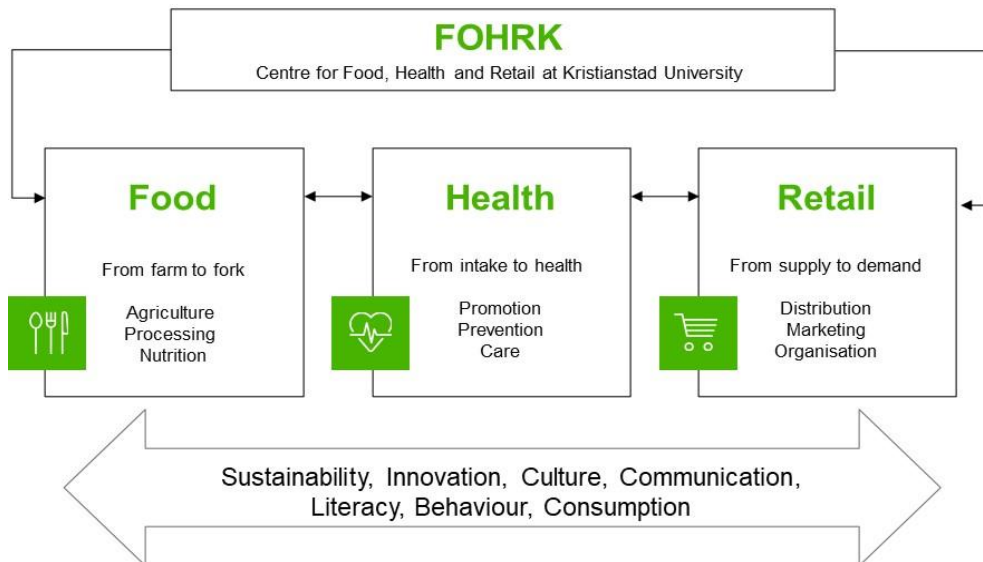 FOHRK
Centre for Food, Health and Retail at Kristianstad University
Food
From farm to fork
Agriculture
Processing
Nutrition
Health
From intake to health
Promotion
Prevention
Care
Retail
From supply to demand
Distribution
Marketing
Organisation
Sustainability, Innovation, Culture, Communication,
Literacy, Behaviour, Consumption